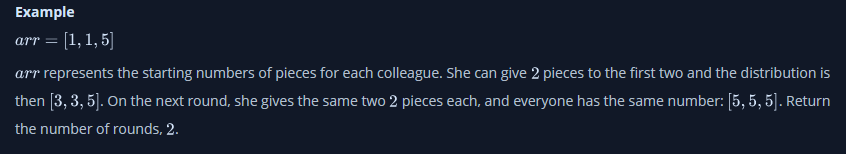 Example
arr = [1, 1, 5]
arr represents the starting numbers of pieces for each colleague. She can give 2 pieces to the first two and the distribution is
then [3, 3, 5]. On the next round, she gives the same two 2 pieces each, and everyone has the same number: [5, 5, 5]. Return
the number of rounds, 2.